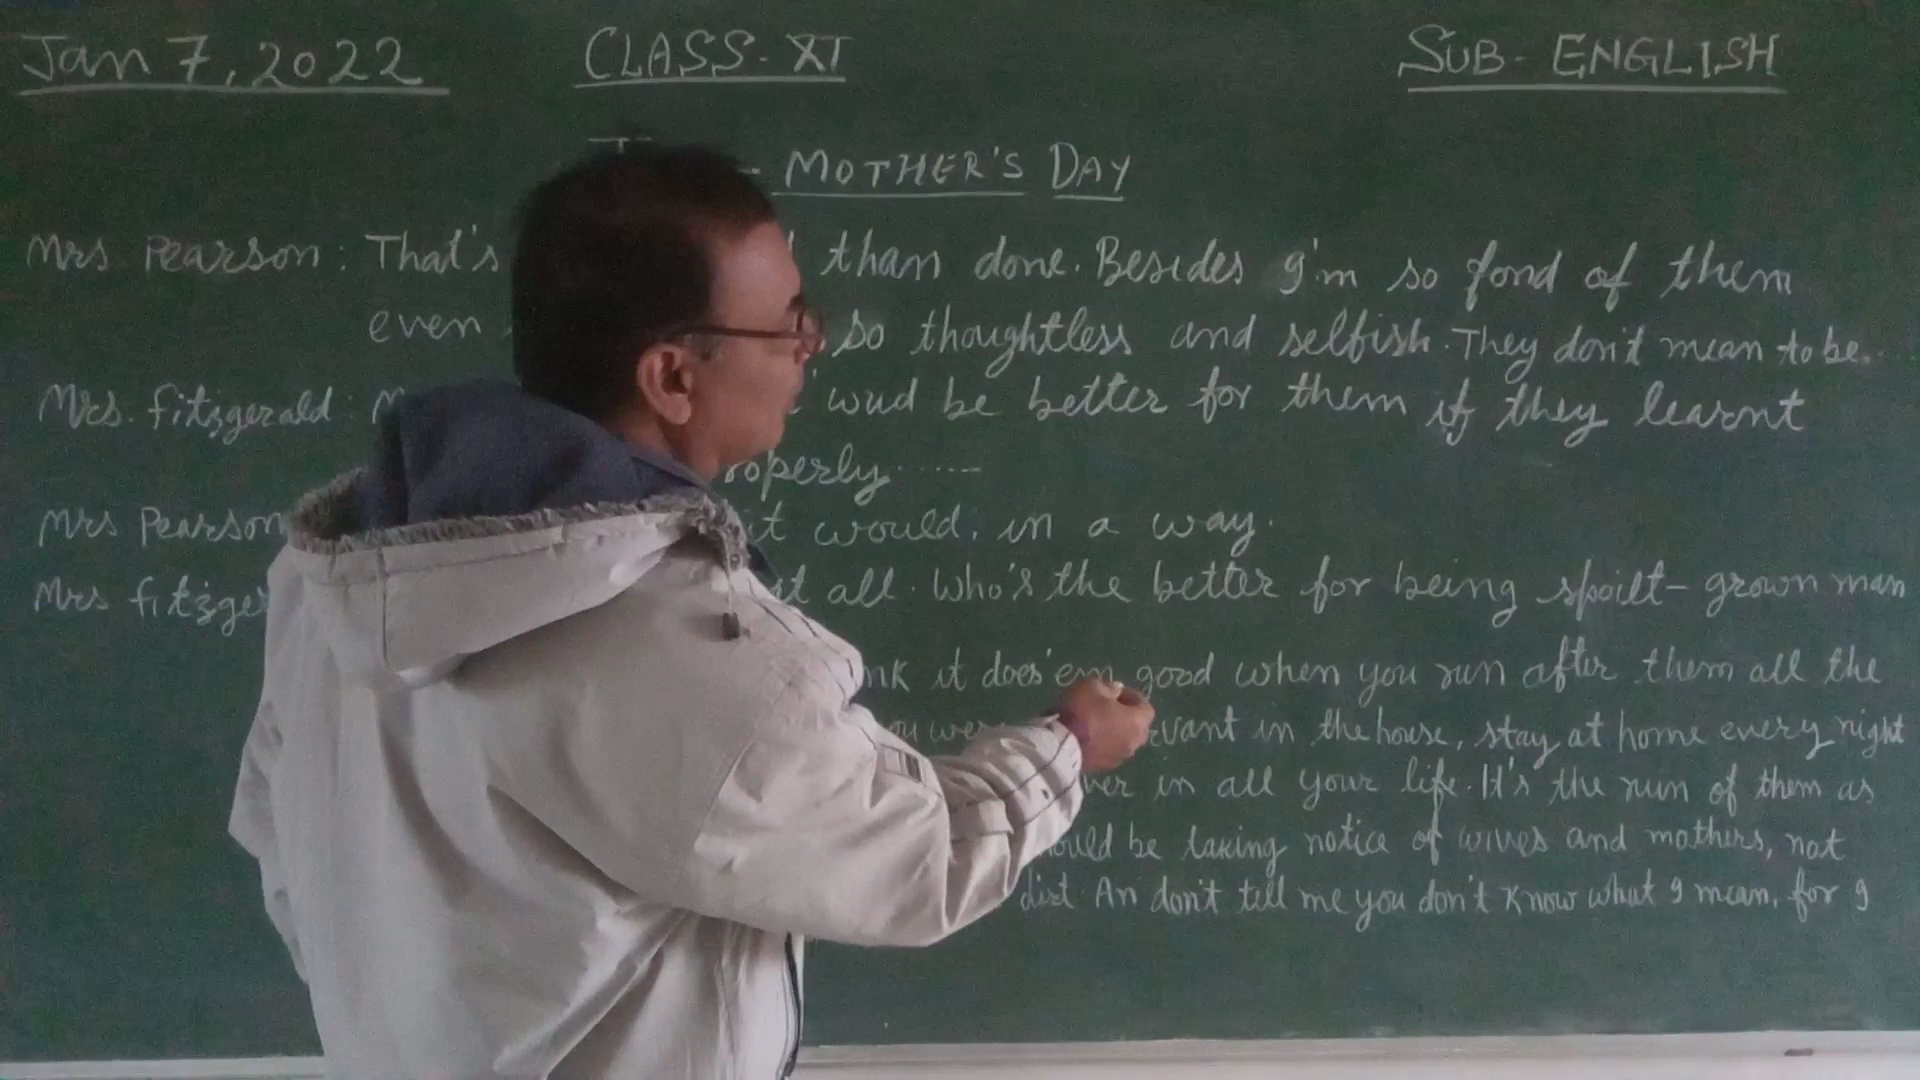 Jan 7, 2022 CLASS-XI SUB-ENGLISH
- MOTHER'S DAY
Mrs Pearson: That's than done. Besides I'm so fond of them
even so thoughtless and selfish. They don't mean to be..
Mrs. fitzgerald: 'wud be better for them if they learnt
properly
Mrs Pearson it would, in a way.
Mrs all. Who's the better for being spoilt- grown man
it does 'em good when you run after them all the
in the house, stay at home every night
in all your life. It's the ruin of them as
be taking notice of wives and mothers, not
An don't tell me you don't know what I mean, for I